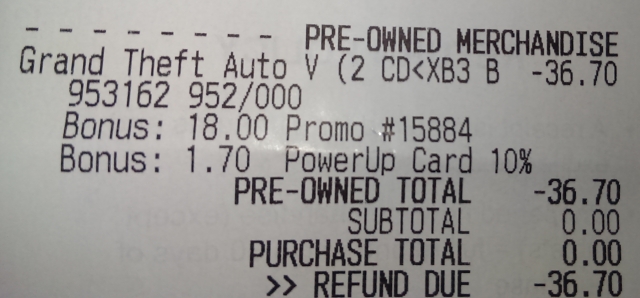 - - - - - - - - PRE-OWNED MERCHANDISE
Grand Theft Auto V (2 CD<XB3 B -36.70
953162 952/000
Bonus: 18.00 Promo #15884
Bonus: 1.70 PowerUp Card 10%
PRE-OWNED TOTAL -36.70
SUBTOTAL 0.00
PURCHASE TOTAL 0.00
>> REFUND DUE -36.70